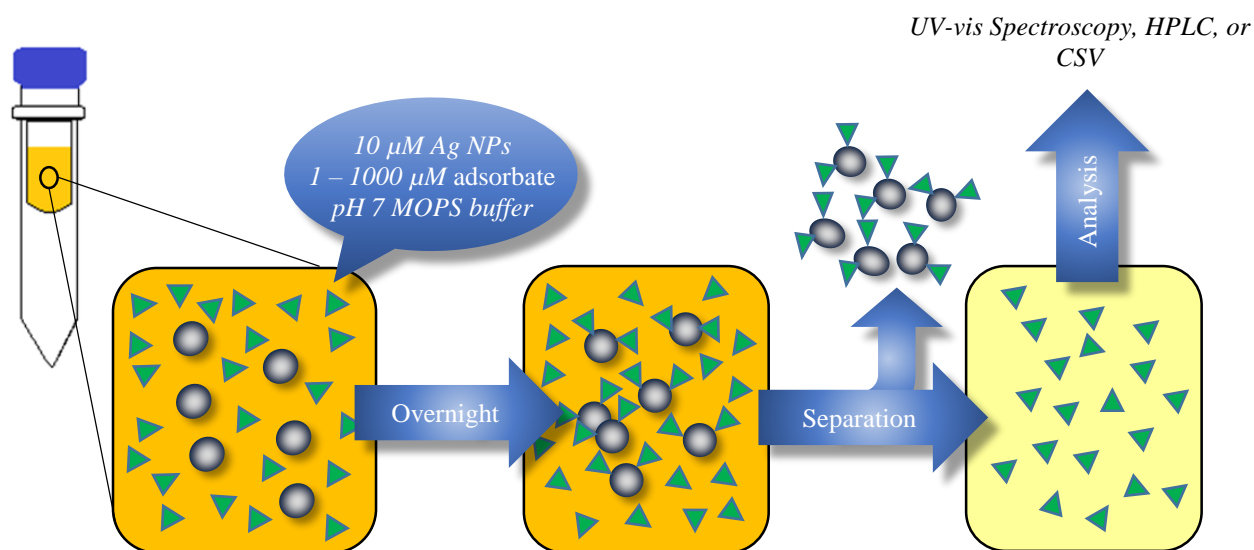 UV-vis Spectroscopy, HPLC, or
CSV
10 μM Ag NPs
1 – 1000 μM adsorbate
pH 7 MOPS buffer
Analysis
Overnight
Separation